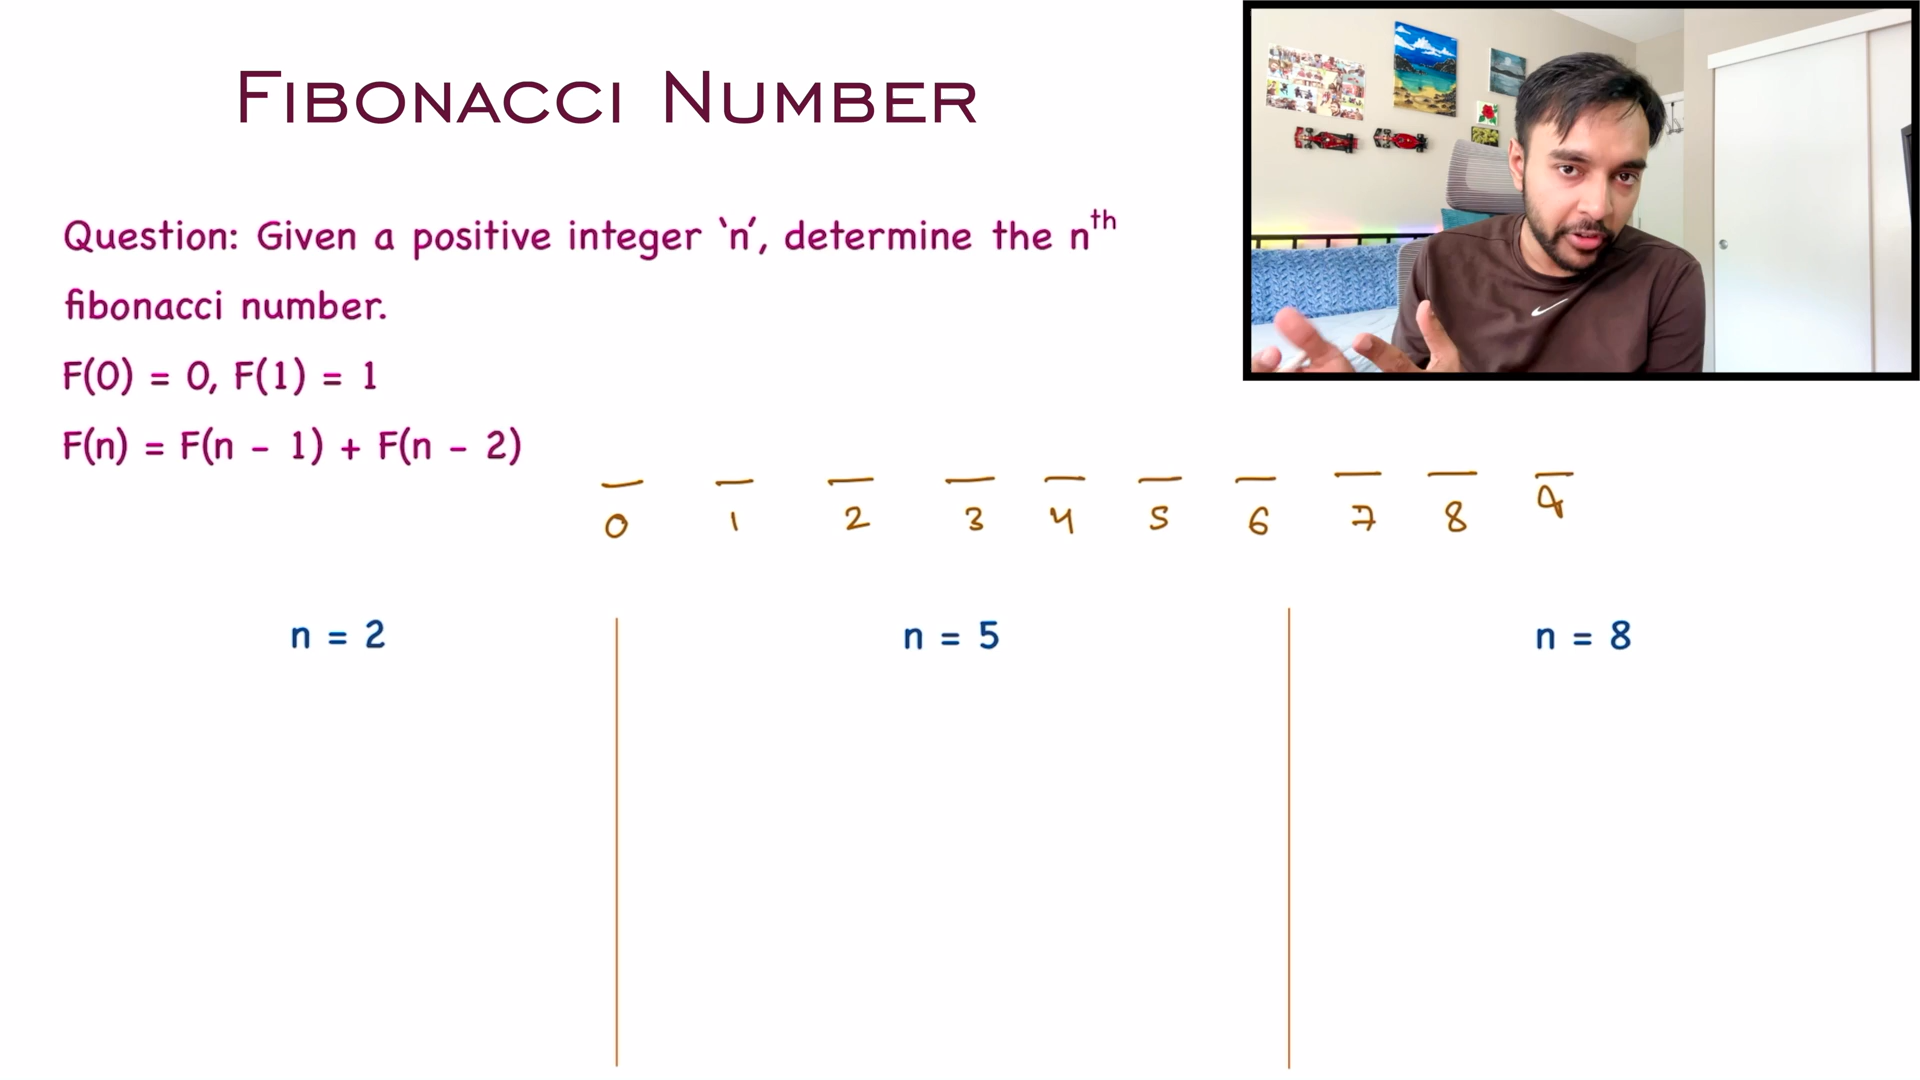 FIBONACCI NUMBER
Question: Given a positive integer ‘n’, determine the nth
fibonacci number.
F(0) = 0, F(1) = 1
F(n) = F(n - 1) + F(n - 2)
0 1 2 3 4 5 6 7 8 9
n = 2 n = 5 n = 8